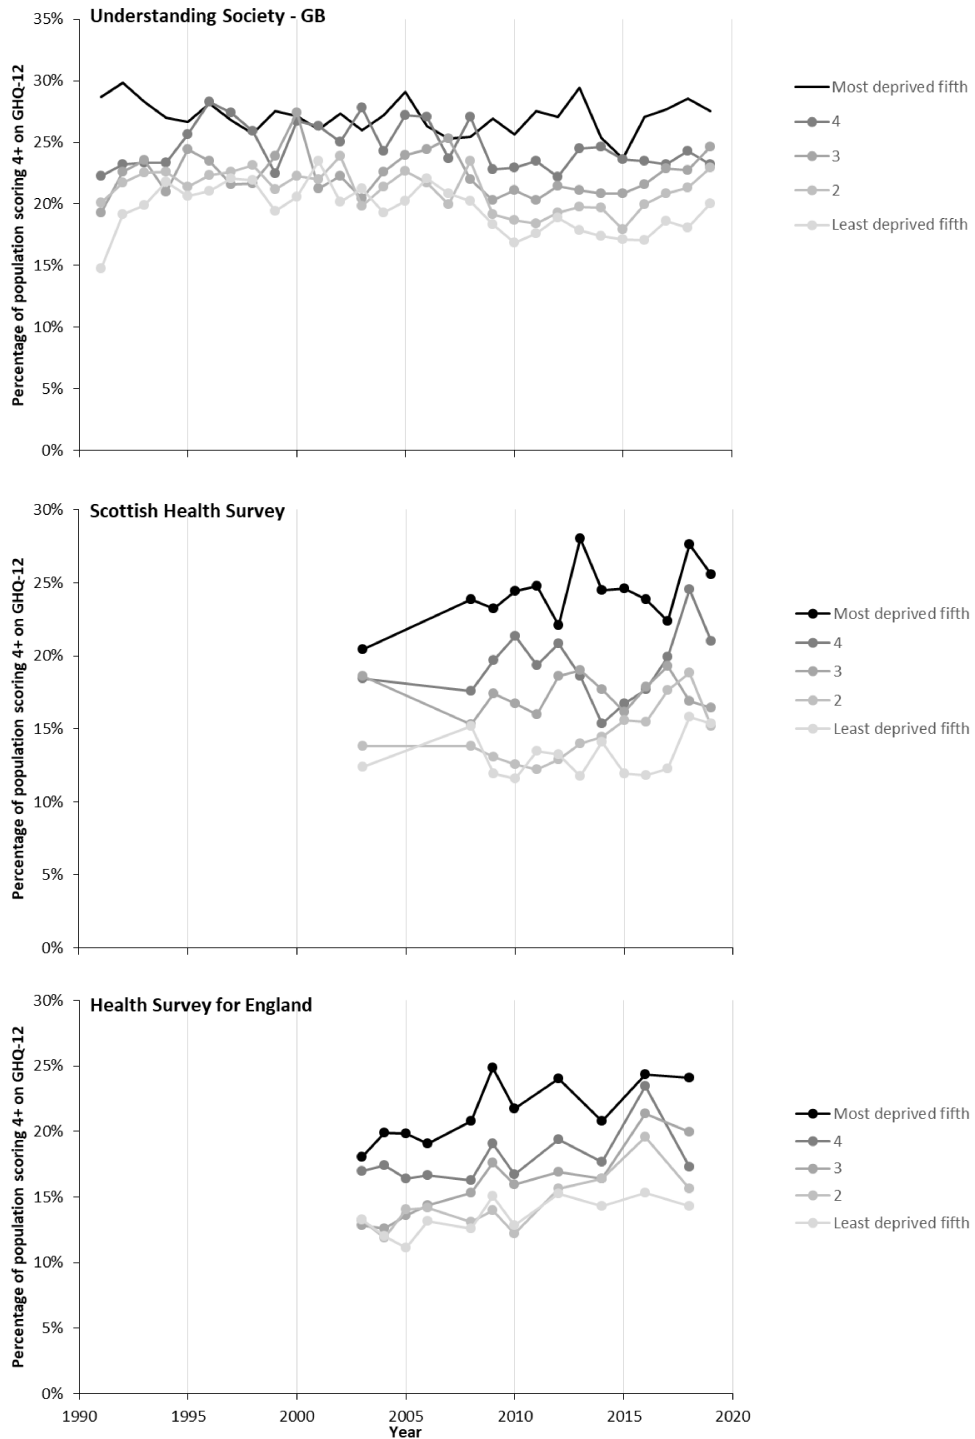 Understanding Society - GB
Percentage of population scoring 4+ on GHQ-12
35%
30%
25%
20%
15%
10%
5%
0%
Most deprived fifth
4
3
2
Least deprived fifth
Scottish Health Survey
Percentage of population scoring 4+ on GHQ-12
30%
25%
20%
15%
10%
5%
0%
Most deprived fifth
4
3
2
Least deprived fifth
Health Survey for England
Percentage of population scoring 4+ on GHQ-12
30%
25%
20%
15%
10%
5%
0%
Most deprived fifth
4
3
2
Least deprived fifth
1990 1995 2000 2005 2010 2015 2020
Year